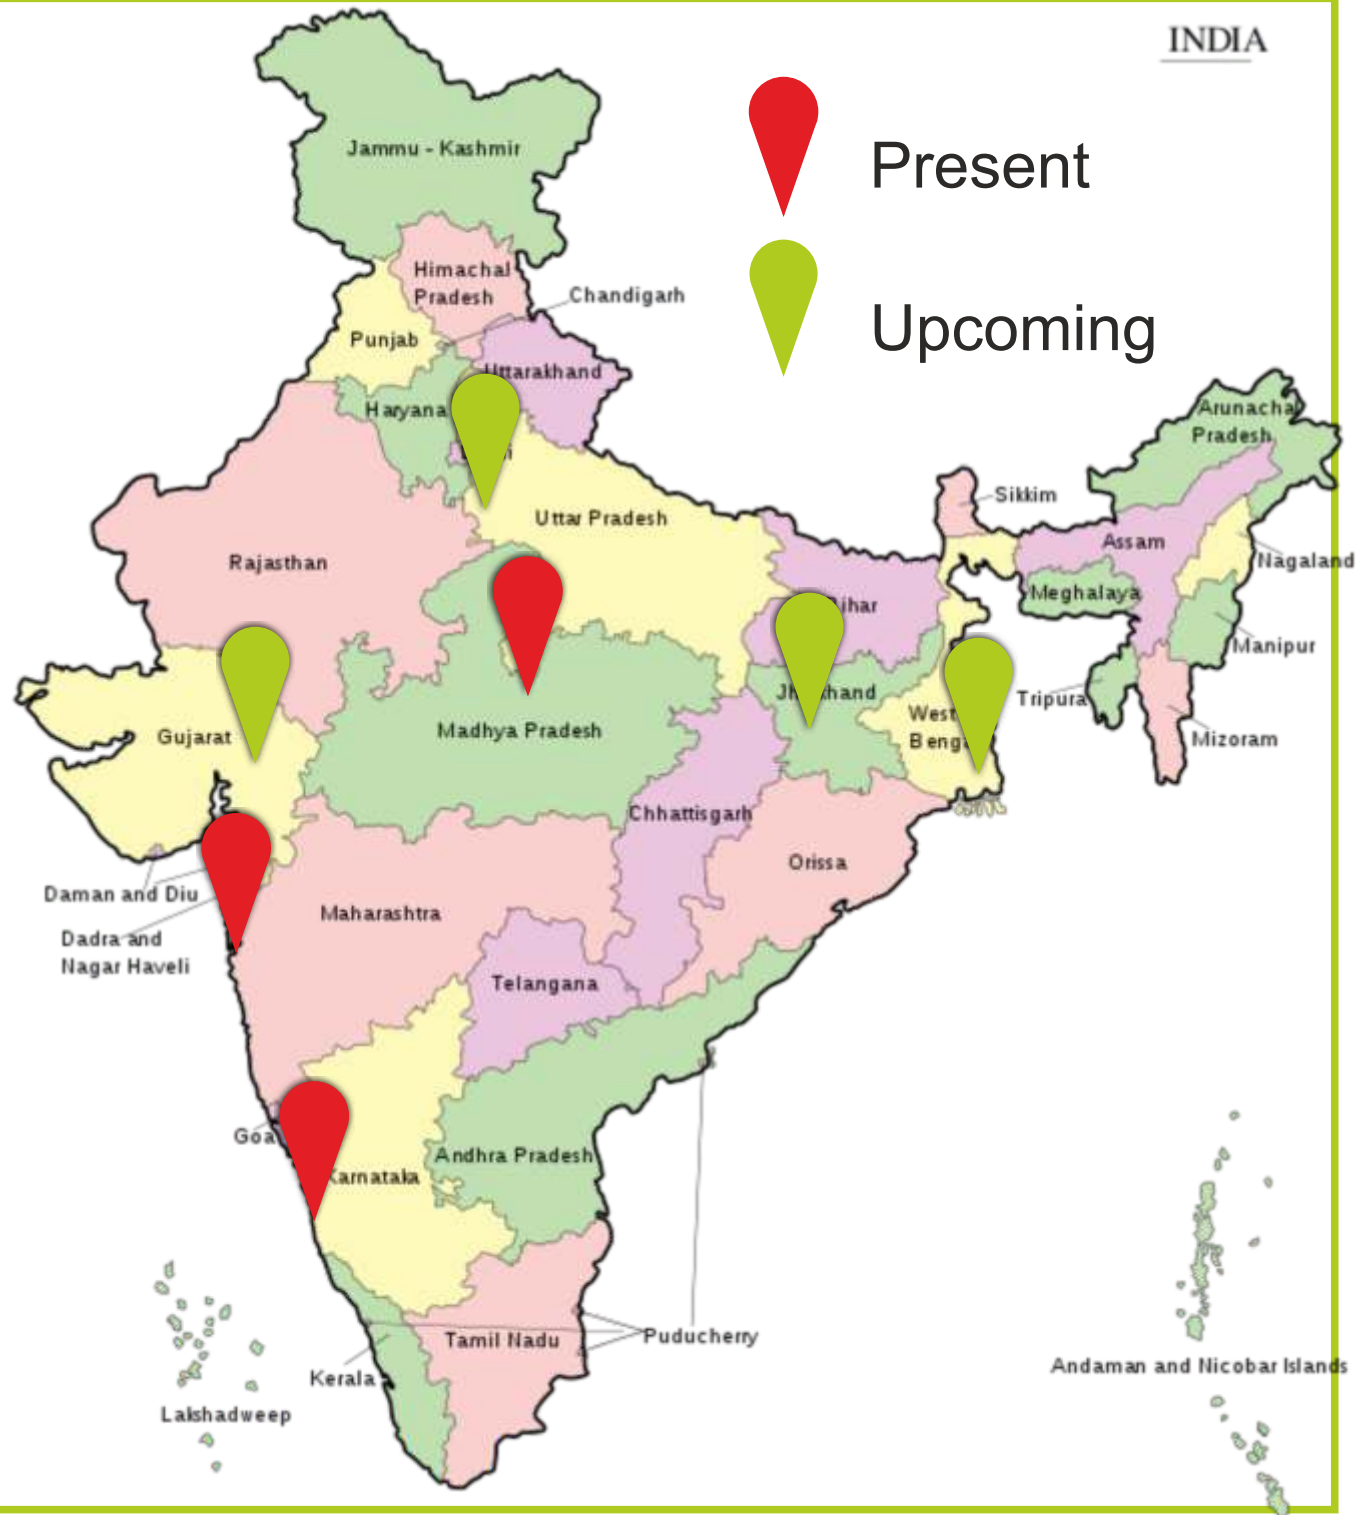 INDIA
Present
Upcoming
Jammu - Kashmir
Himachal
Pradesh
Chandigarh
Punjab
Uttarakhand
Haryana
Arunachal
Pradesh
Sikkim
Uttar Pradesh
Assam
Rajasthan
Nagaland
Meghalaya
Manipur
Tripura
West
Madhya Pradesh
Gujarat
Mizoram
Chhattisgarh
Orissa
Daman and Diu
Maharashtra
Dadra and
Nagar Haveli
Telangana
Goa
Andhra Pradesh
Karnataka
Puducherry
Tamil Nadu
Andaman and Nicobar Islands
Kerala
Lakshadweep